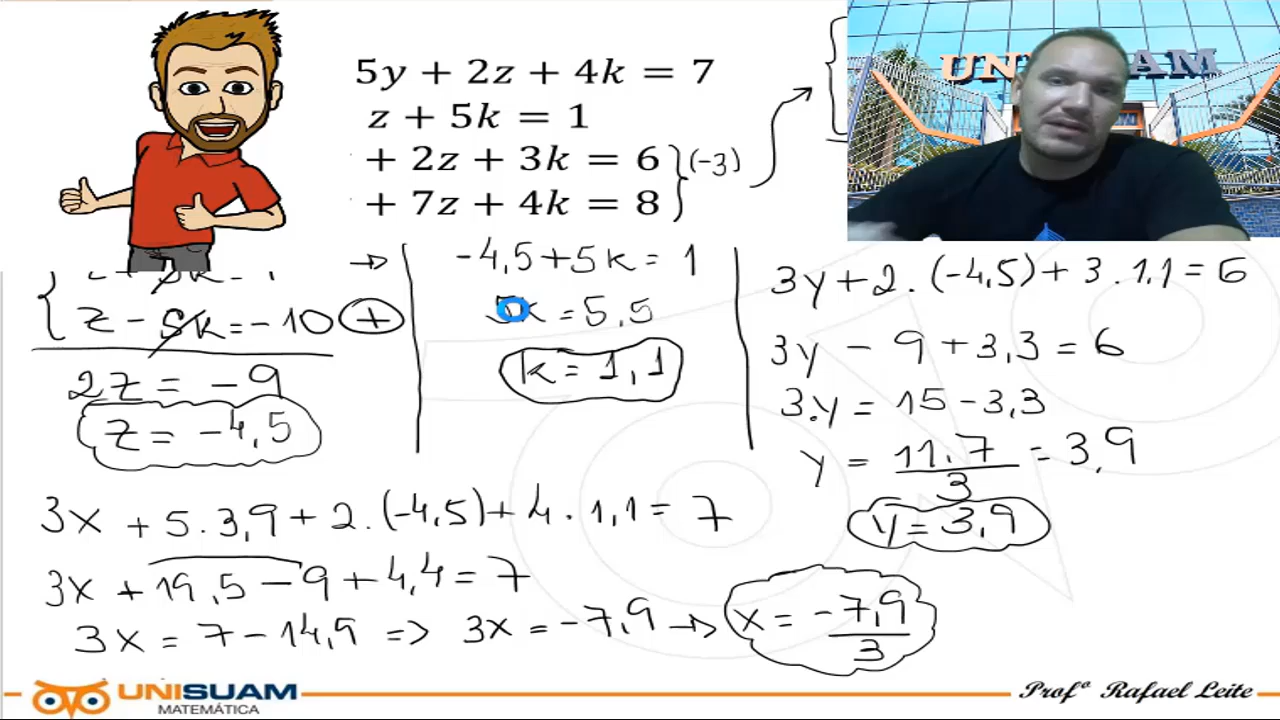 5y + 2z + 4k = 7
z + 5k = 1
+ 2z + 3k = 6
+ 7z + 4k = 8
(-3)
UNISUAM
z - 5k = -10 (+)
2z = -9
z = -4,5
-4,5 + 5k = 1
5k = 5,5
k = 1,1
3y + 2 . (-4,5) + 3 . 1,1 = 6
3y - 9 + 3,3 = 6
3.y = 15 - 3,3
y = 11,7 / 3 = 3,9
y = 3,9
3x + 5 . 3,9 + 2 . (-4,5) + 4 . 1,1 = 7
3x + 19,5 - 9 + 4,4 = 7
3x = 7 - 14,9 => 3x = -7,9 → x = -7,9 / 3
UNISUAM
MATEMÁTICA
Profº Rafael Leite